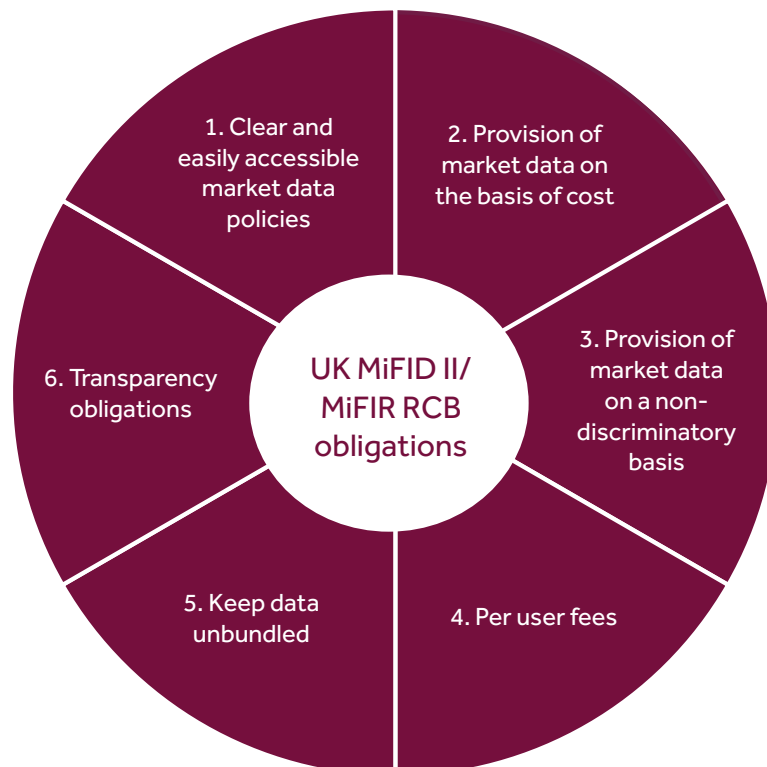 1. Clear and
easily accessible
market data
policies
2. Provision of
market data on
the basis of cost
3. Provision of
market data
on a non-
discriminatory
basis
4. Per user fees
5. Keep data
unbundled
6. Transparency
obligations
UK MiFID II/
MiFIR RCB
obligations